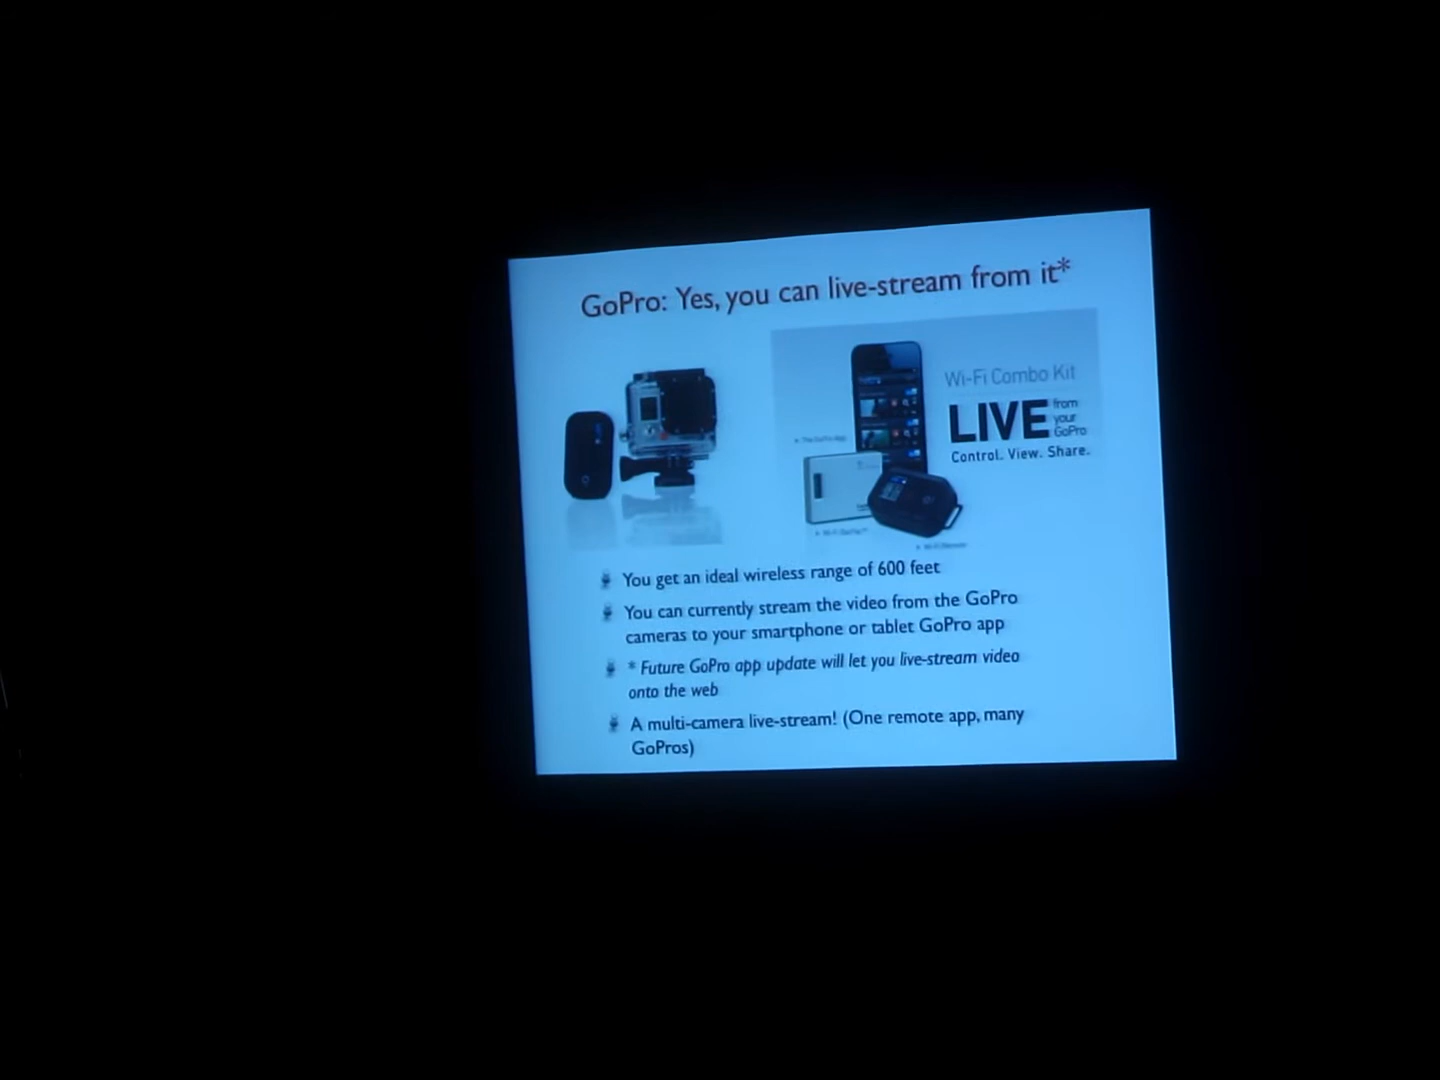 GoPro: Yes, you can live-stream from it*
Wi-Fi Combo Kit
LIVE from your GoPro
Control. View. Share.
You get an ideal wireless range of 600 feet
You can currently stream the video from the GoPro
cameras to your smartphone or tablet GoPro app
* Future GoPro app update will let you live-stream video
onto the web
A multi-camera live-stream! (One remote app, many
GoPros)